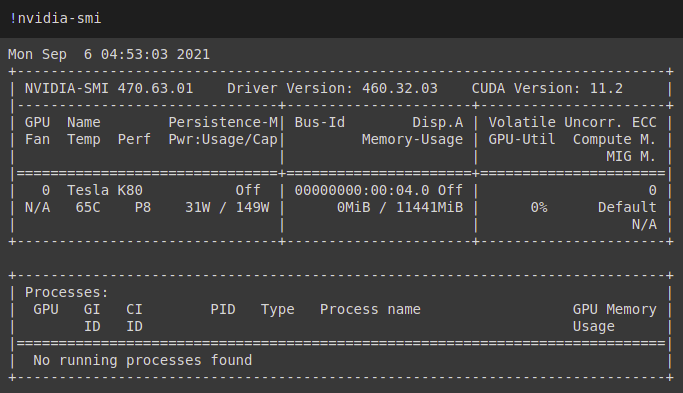 !nvidia-smi
Mon Sep  6 04:53:03 2021
+-----------------------------------------------------------------------------+
| NVIDIA-SMI 470.63.01    Driver Version: 460.32.03    CUDA Version: 11.2     |
|-------------------------------+----------------------+----------------------+
| GPU  Name        Persistence-M| Bus-Id        Disp.A | Volatile Uncorr. ECC |
| Fan  Temp  Perf  Pwr:Usage/Cap|         Memory-Usage | GPU-Util  Compute M. |
|                               |                      |               MIG M. |
|===============================+======================+======================|
|   0  Tesla K80           Off  | 00000000:00:04.0 Off |                    0 |
| N/A   65C    P8    31W / 149W |      0MiB / 11441MiB |      0%      Default |
|                               |                      |                  N/A |
+-------------------------------+----------------------+----------------------+

+-----------------------------------------------------------------------------+
| Processes:                                                                  |
|  GPU   GI   CI        PID   Type   Process name                  GPU Memory |
|        ID   ID                                                   Usage      |
|=============================================================================|
|  No running processes found                                                 |
+-----------------------------------------------------------------------------+